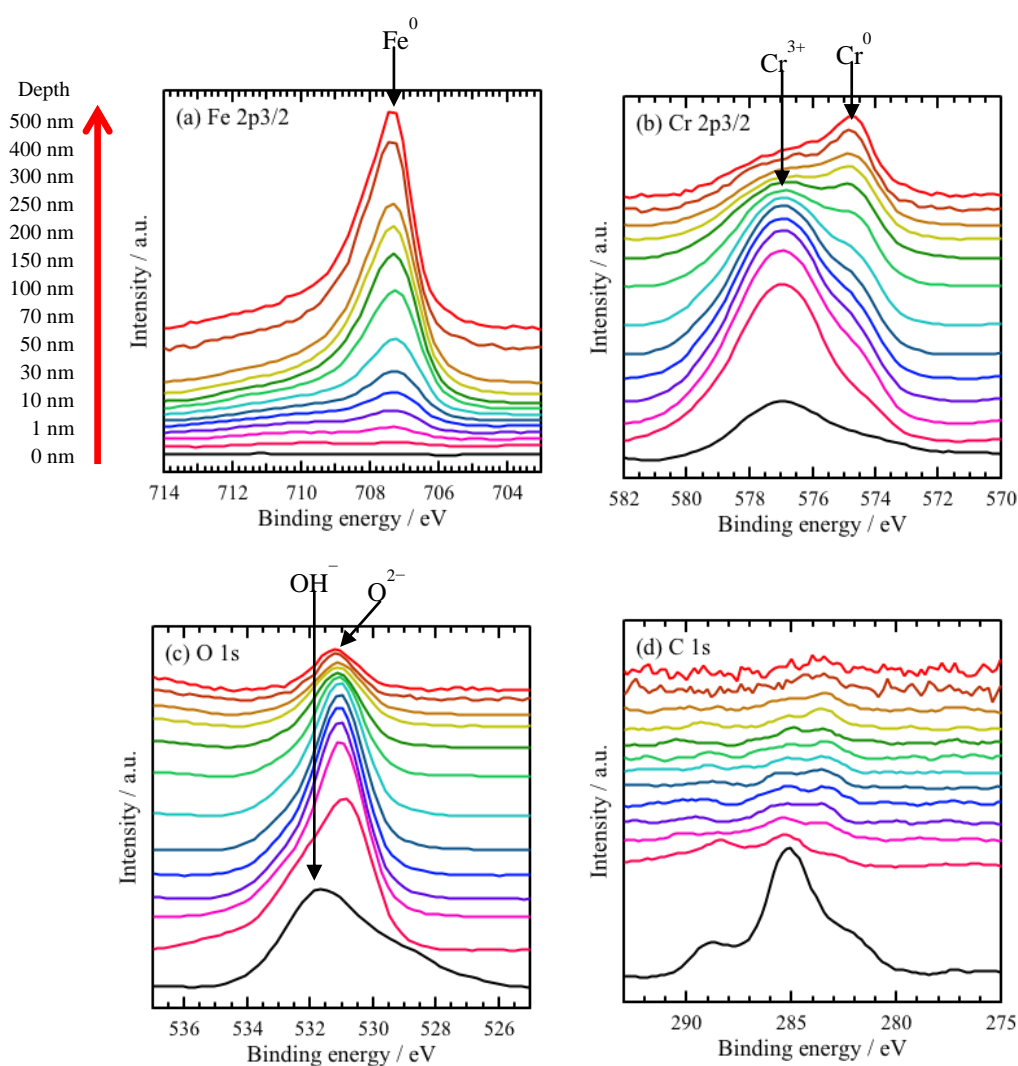 Fe⁰
Depth
500 nm
400 nm
300 nm
250 nm
200 nm
150 nm
100 nm
70 nm
50 nm
30 nm
10 nm
1 nm
0 nm
(a) Fe 2p3/2
Intensity / a.u.
714 712 710 708 706 704
Binding energy / eV
Cr³⁺ Cr⁰
(b) Cr 2p3/2
Intensity / a.u.
582 580 578 576 574 572 570
Binding energy / eV
OH⁻ O²⁻
(c) O 1s
Intensity / a.u.
536 534 532 530 528 526
Binding energy / eV
(d) C 1s
Intensity / a.u.
290 285 280 275
Binding energy / eV